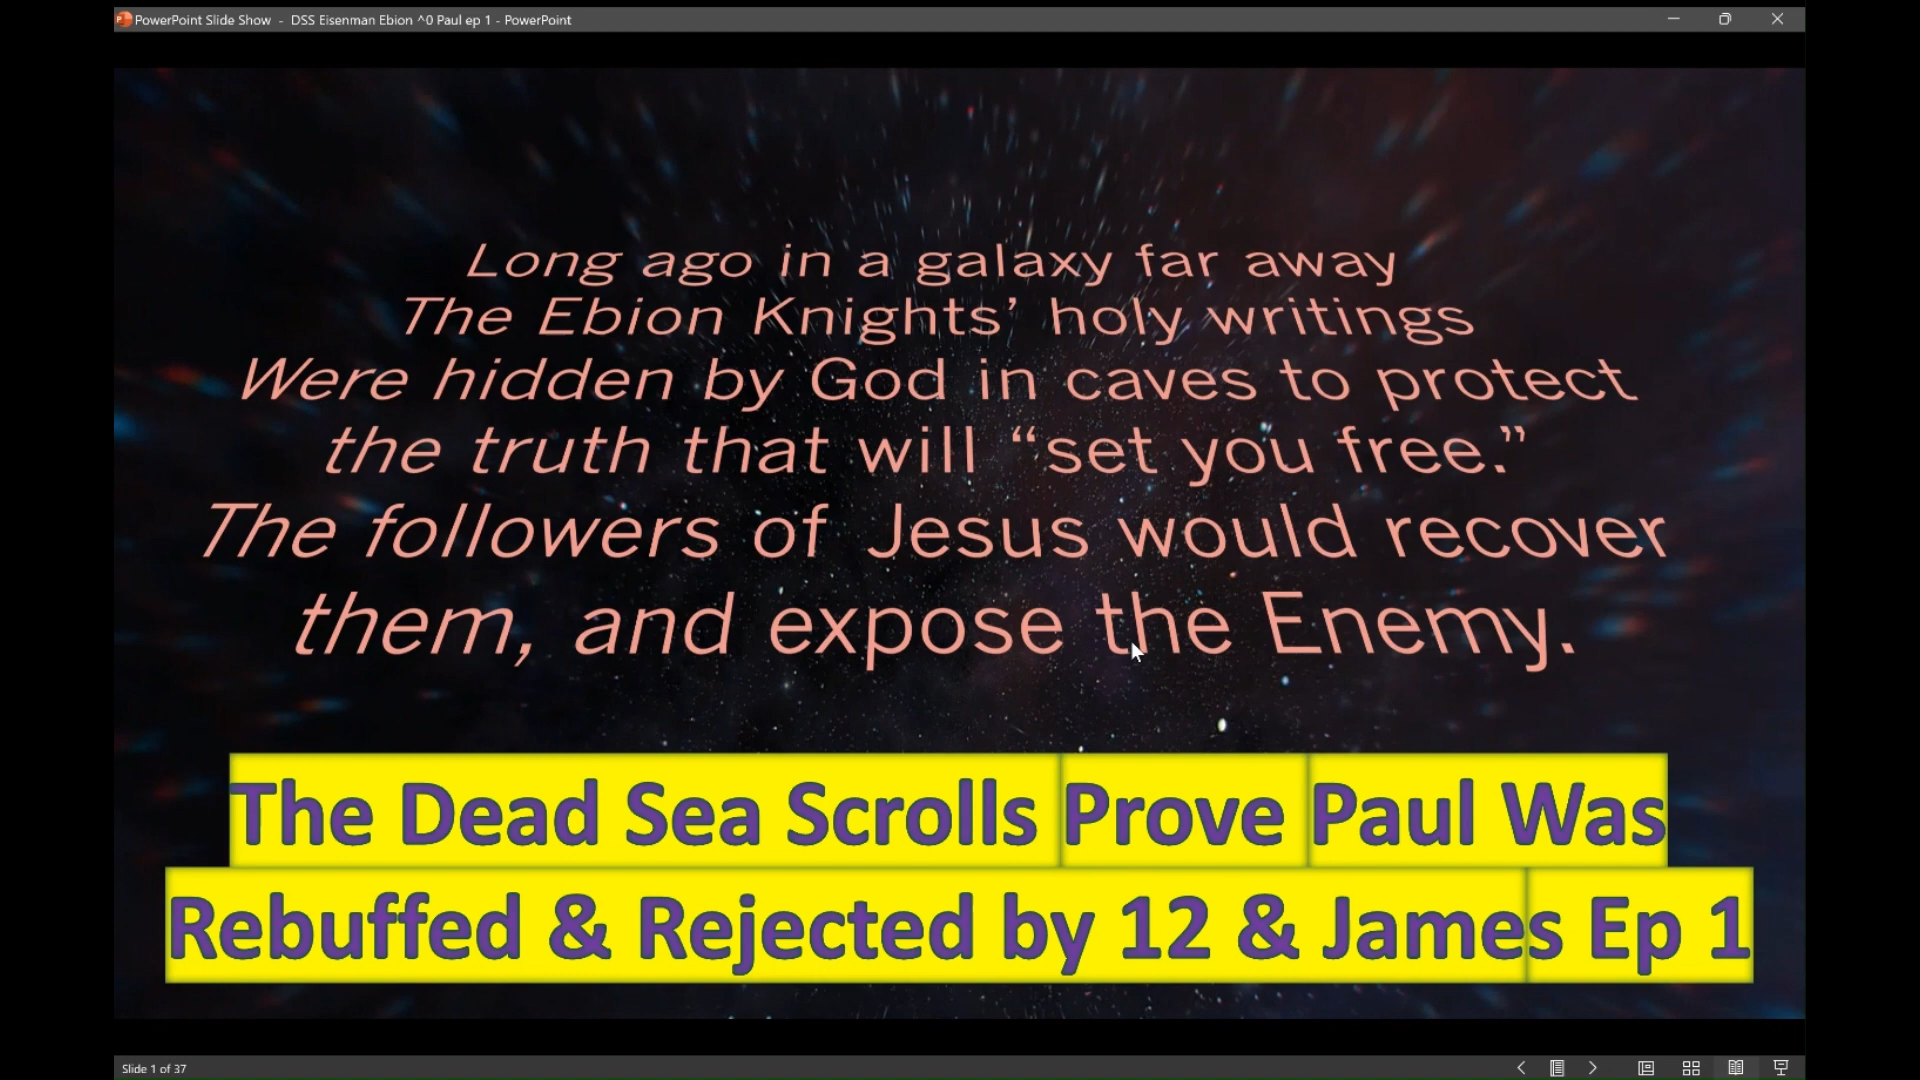 PowerPoint Slide Show - DSS Eisenman Ebion ^0 Paul ep 1 - PowerPoint
Long ago in a galaxy far away
The Ebion Knights’ holy writings
Were hidden by God in caves to protect
the truth that will “set you free.”
The followers of Jesus would recover
them, and expose the Enemy.
The Dead Sea Scrolls Prove Paul Was
Rebuffed & Rejected by 12 & James Ep 1
Slide 1 of 37